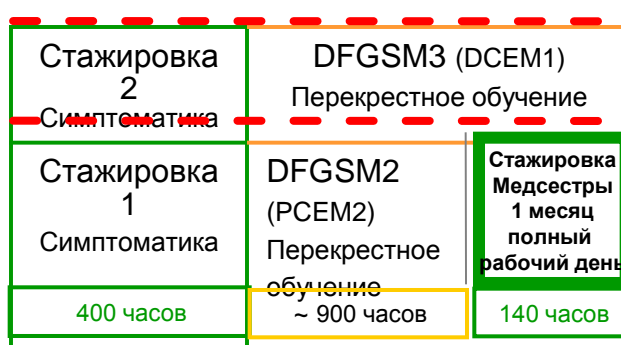 Стажировка
2
Симптоматика
DFGSM3 (DCEM1)
Перекрестное обучение
Стажировка
1
Симптоматика
DFGSM2
(PCEM2)
Перекрестное
обучение
Стажировка
Медсестры
1 месяц
полный
рабочий день
400 часов
~ 900 часов
140 часов